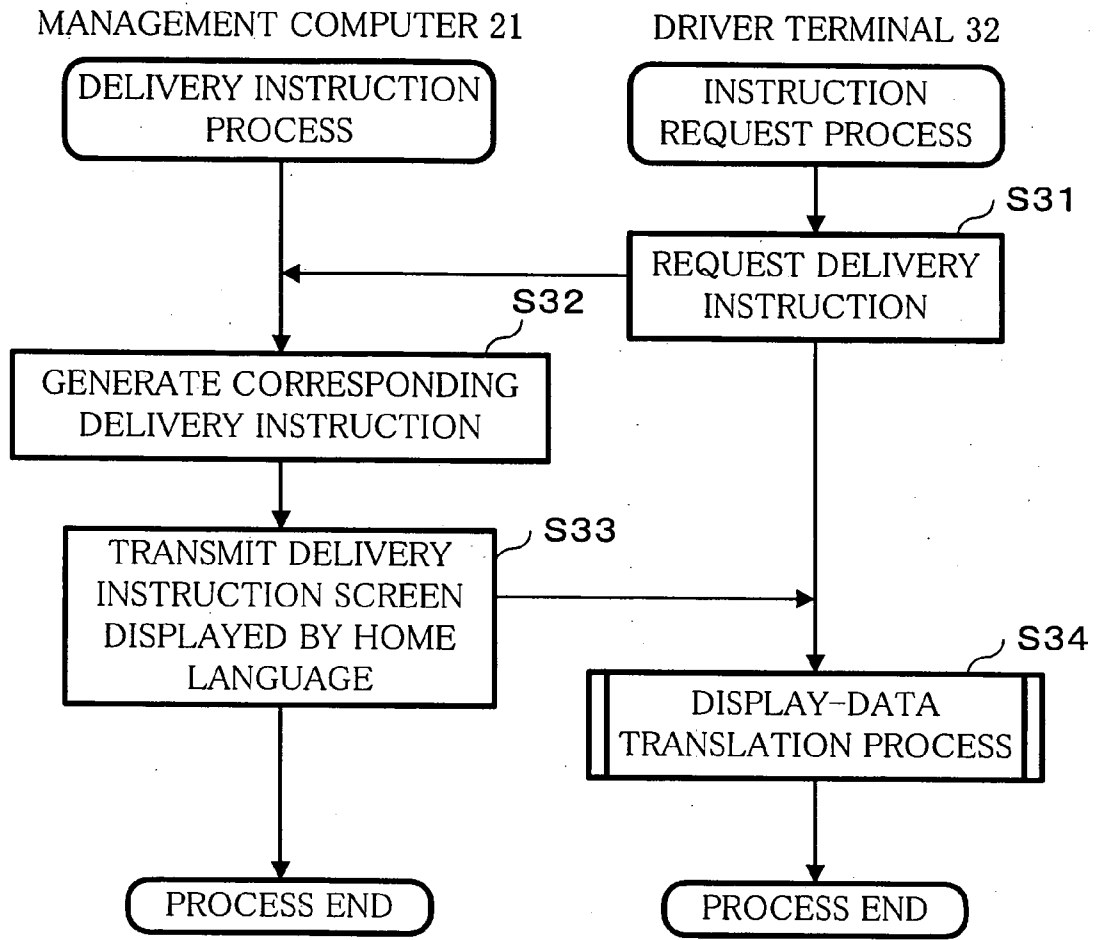 MANAGEMENT COMPUTER 21
DRIVER TERMINAL 32
DELIVERY INSTRUCTION
PROCESS
INSTRUCTION
REQUEST PROCESS
S31
REQUEST DELIVERY
INSTRUCTION
S32
GENERATE CORRESPONDING
DELIVERY INSTRUCTION
S33
TRANSMIT DELIVERY
INSTRUCTION SCREEN
DISPLAYED BY HOME
LANGUAGE
S34
DISPLAY-DATA
TRANSLATION PROCESS
PROCESS END
PROCESS END